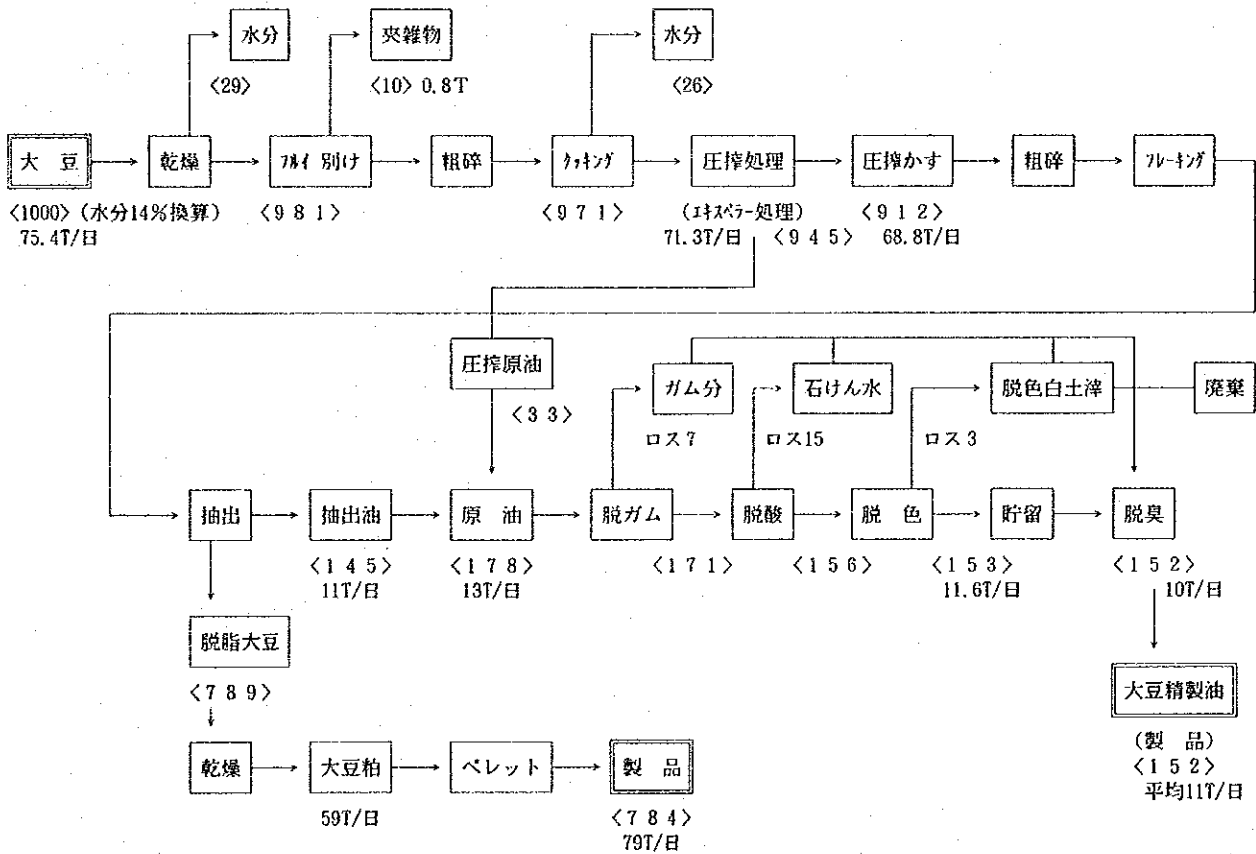 水分
夾雑物
水分
〈29〉
〈10〉 0.8T
〈26〉
大 豆
乾燥
フルイ 別け
粗砕
クッキング
圧搾処理
圧搾かす
粗砕
フレーキング
〈1000〉 (水分14%換算)
〈981〉
〈971〉
(エキスペラー処理)
〈912〉
75.4T/日
71.3T/日 〈945〉
68.8T/日
圧搾原油
ガム分
石けん水
脱色白土滓
廃棄
〈33〉
ロス7
ロス15
ロス3
抽出
抽出油
原 油
脱ガム
脱酸
脱 色
貯留
脱臭
〈145〉
〈178〉
〈171〉
〈156〉
〈153〉
〈152〉
11T/日
13T/日
11.6T/日
10T/日
脱脂大豆
〈789〉
大豆精製油
(製 品)
〈152〉
平均11T/日
乾燥
大豆粕
ペレット
製 品
59T/日
〈784〉
79T/日